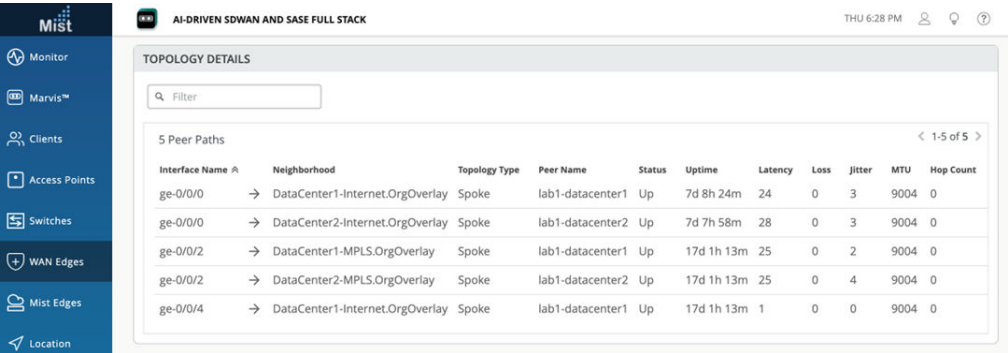 Mist
AI-DRIVEN SDWAN AND SASE FULL STACK
THU 6:28 PM
?
Monitor
Marvis™
Clients
Access Points
Switches
WAN Edges
Mist Edges
Location
TOPOLOGY DETAILS
Filter
5 Peer Paths
< 1-5 of 5 >
Interface Name Neighborhood Topology Type Peer Name Status Uptime Latency Loss Jitter MTU Hop Count
ge-0/0/0 → DataCenter1-Internet.OrgOverlay Spoke lab1-datacenter1 Up 7d 8h 24m 24 0 3 9004 0
ge-0/0/0 → DataCenter2-Internet.OrgOverlay Spoke lab1-datacenter2 Up 7d 7h 58m 28 0 3 9004 0
ge-0/0/2 → DataCenter1-MPLS.OrgOverlay Spoke lab1-datacenter1 Up 17d 1h 13m 25 0 2 9004 0
ge-0/0/2 → DataCenter2-MPLS.OrgOverlay Spoke lab1-datacenter2 Up 17d 1h 13m 25 0 4 9004 0
ge-0/0/4 → DataCenter1-Internet.OrgOverlay Spoke lab1-datacenter1 Up 17d 1h 13m 1 0 0 9004 0